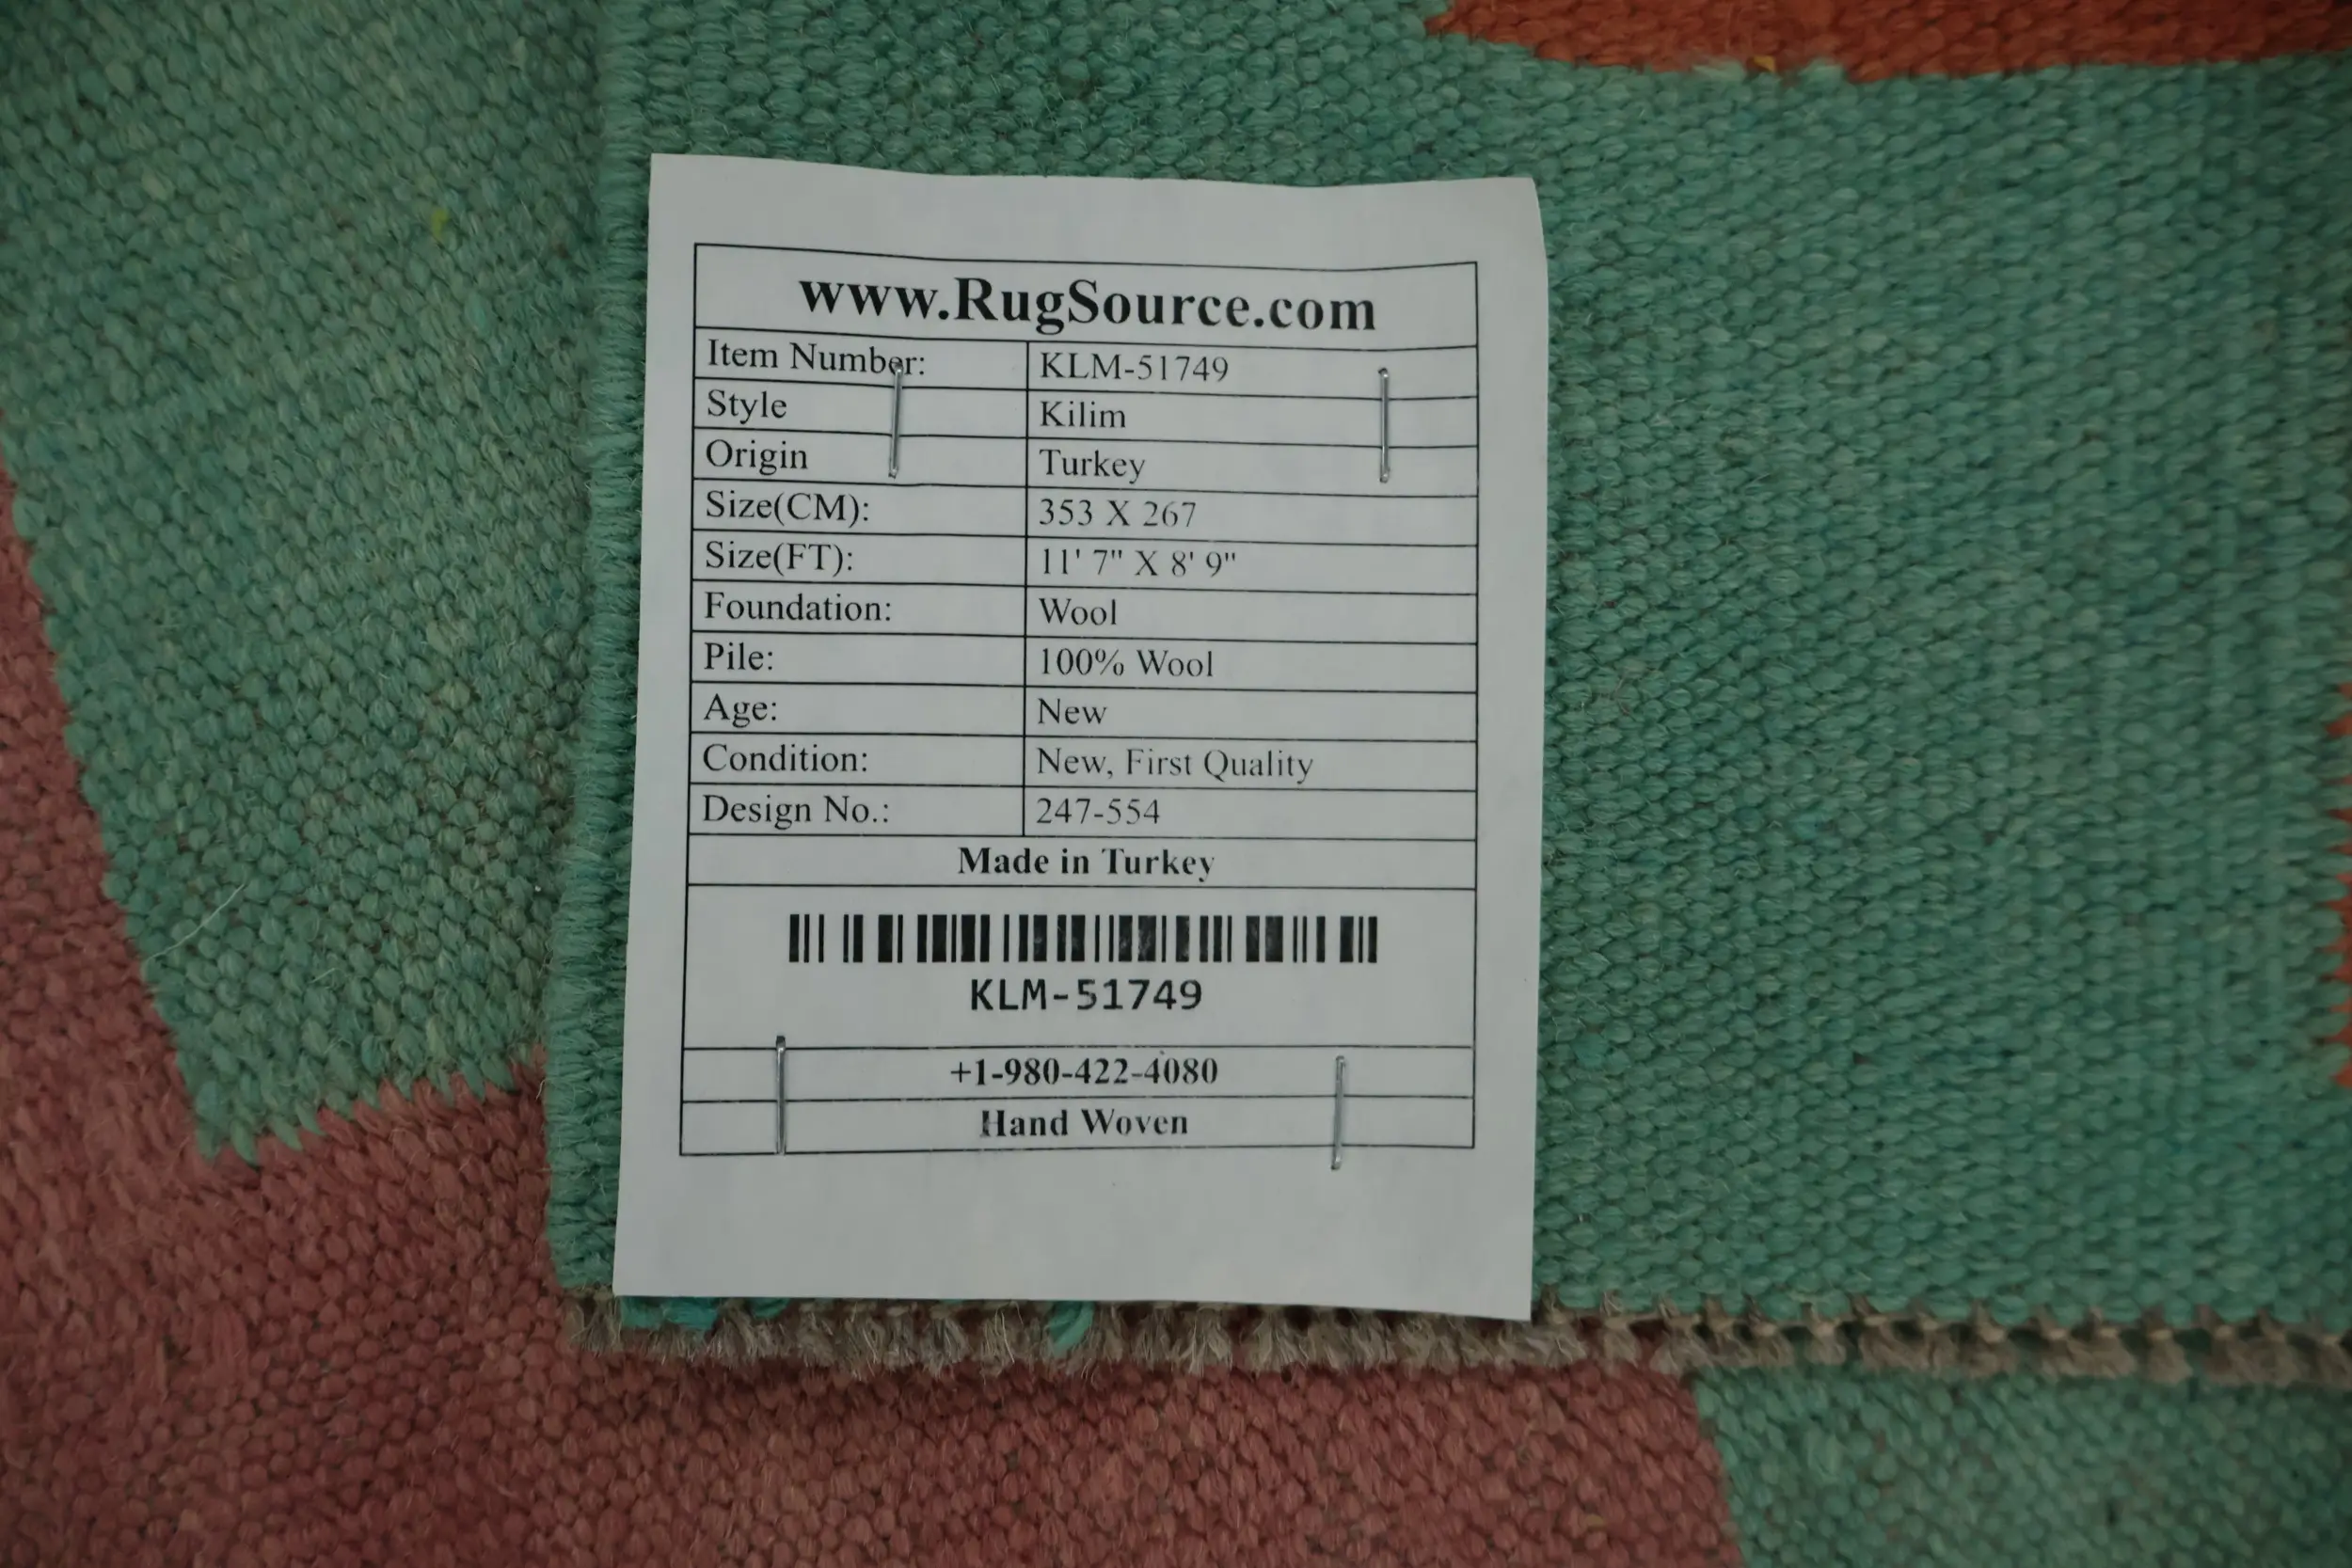 www.RugSource.com
Item Number: KLM-51749
Style Kilim
Origin Turkey
Size(CM): 353 X 267
Size(FT): 11' 7" X 8' 9"
Foundation: Wool
Pile: 100% Wool
Age: New
Condition: New, First Quality
Design No.: 247-554
Made in Turkey
KLM-51749
+1-980-422-4080
Hand Woven